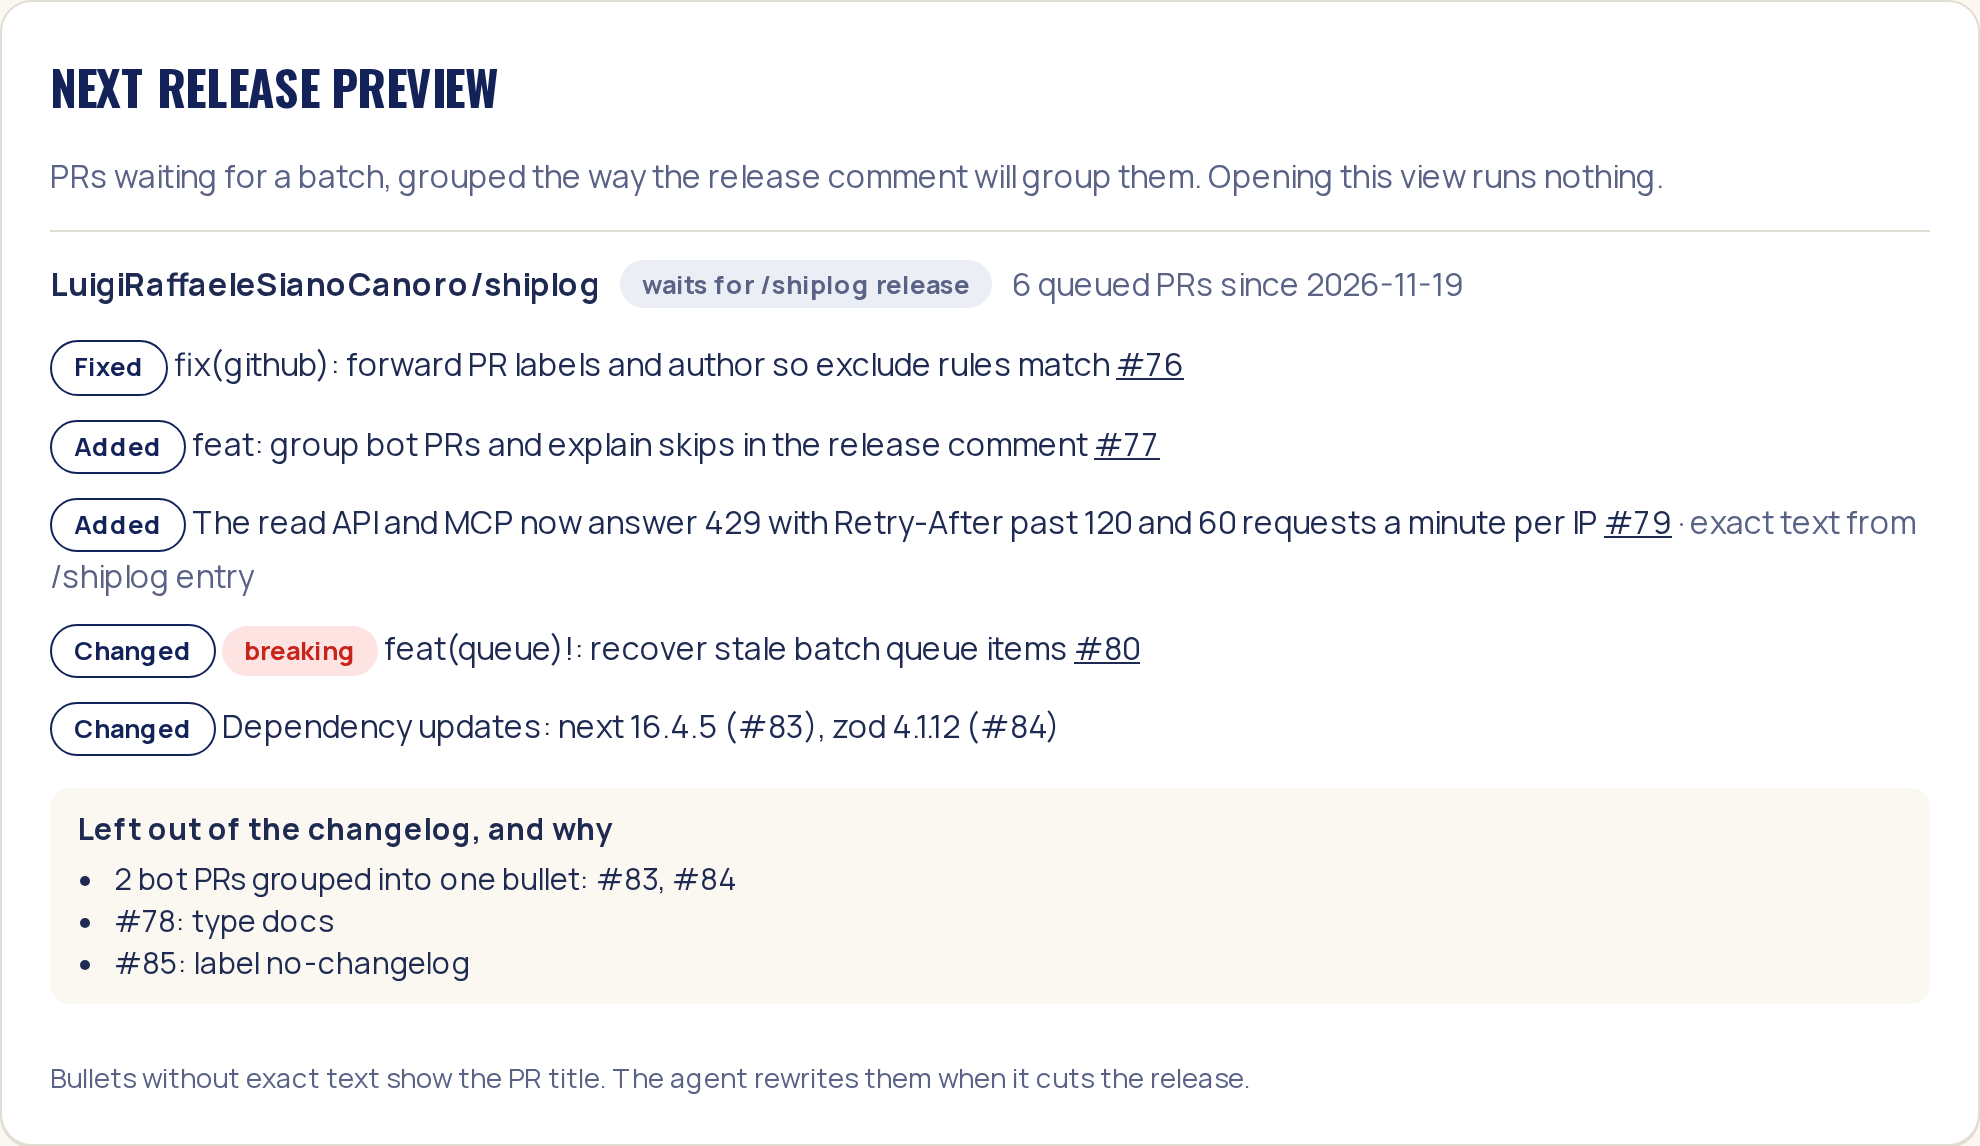 NEXT RELEASE PREVIEW
PRs waiting for a batch, grouped the way the release comment will group them. Opening this view runs nothing.
LuigiRaffaeleSianoCanoro/shiplog waits for /shiplog release 6 queued PRs since 2026-11-19
Fixed fix(github): forward PR labels and author so exclude rules match #76
Added feat: group bot PRs and explain skips in the release comment #77
Added The read API and MCP now answer 429 with Retry-After past 120 and 60 requests a minute per IP #79 · exact text from
/shiplog entry
Changed breaking feat(queue)!: recover stale batch queue items #80
Changed Dependency updates: next 16.4.5 (#83), zod 4.1.12 (#84)
Left out of the changelog, and why
• 2 bot PRs grouped into one bullet: #83, #84
• #78: type docs
• #85: label no-changelog
Bullets without exact text show the PR title. The agent rewrites them when it cuts the release.